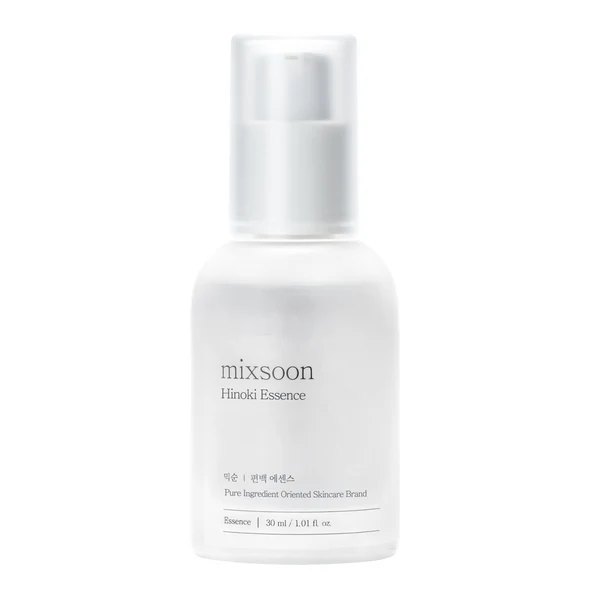 mixsoon
Hinoki Essence
믹순 | 편백 에센스
Pure Ingredient Oriented Skincare Brand
Essence | 30 ml / 1.01 fl. oz.